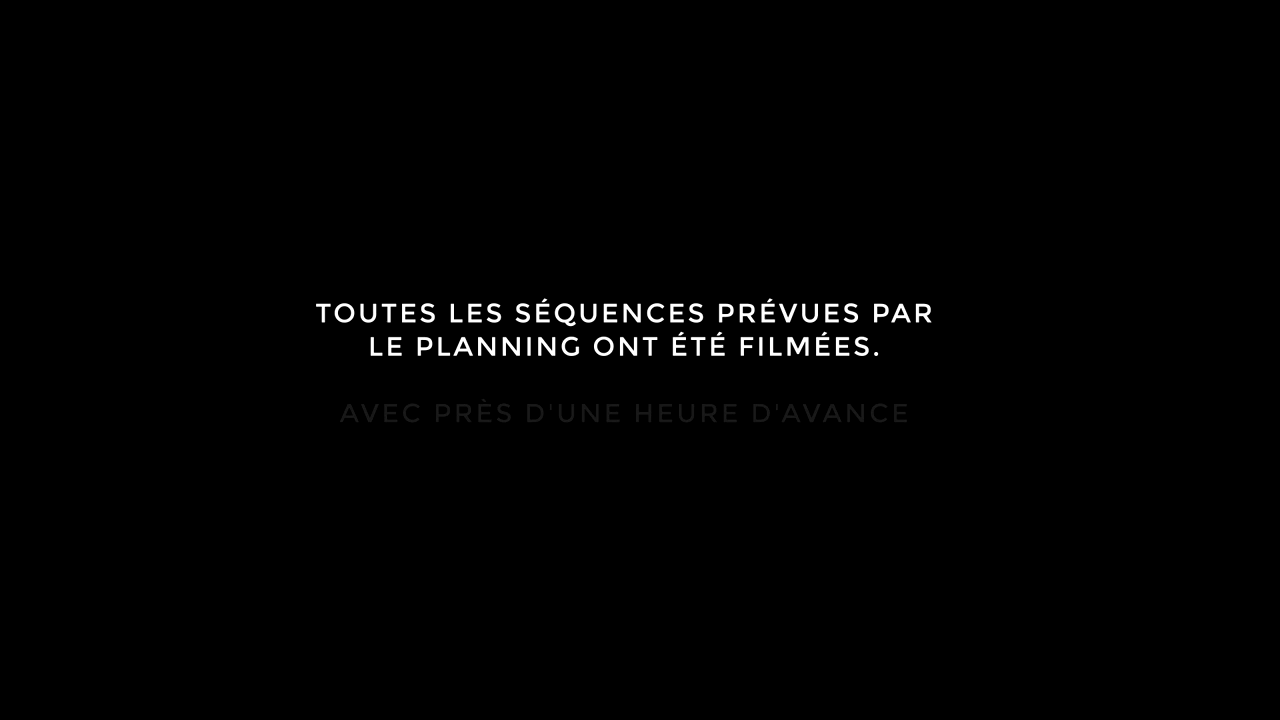 TOUTES LES SÉQUENCES PRÉVUES PAR
LE PLANNING ONT ÉTÉ FILMÉES.
AVEC PRÈS D'UNE HEURE D'AVANCE